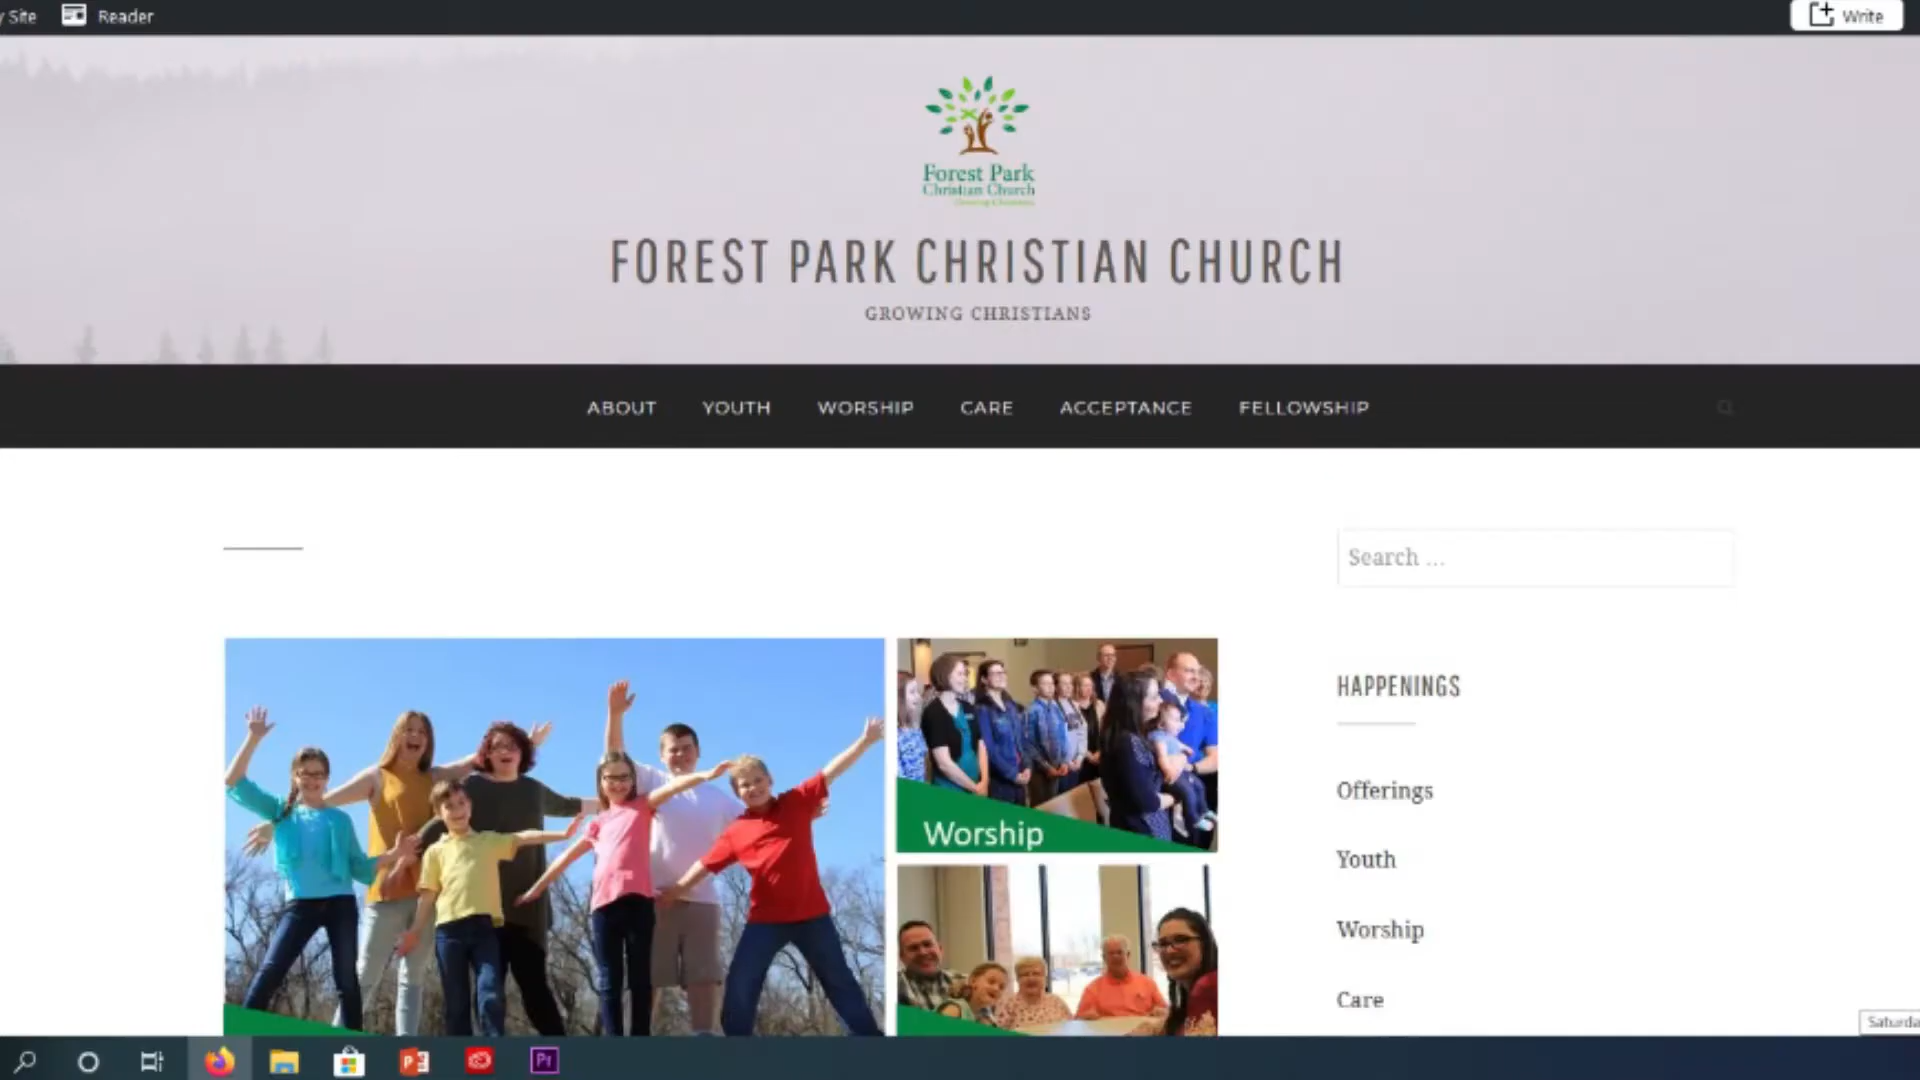 y Site
Reader
Write
Forest Park
Christian Church
FOREST PARK CHRISTIAN CHURCH
GROWING CHRISTIANS
ABOUT YOUTH WORSHIP CARE ACCEPTANCE FELLOWSHIP
Search ...
HAPPENINGS
Worship
Offerings
Youth
Worship
Care
Saturda